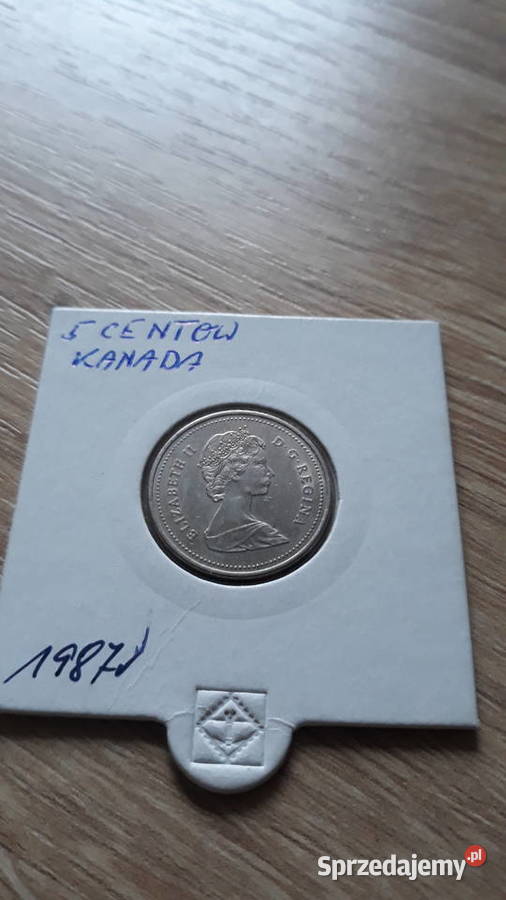 5 CENTOW
KANADA
ELIZABETH II D·G·REGINA
1987r
Sprzedajemy.pl